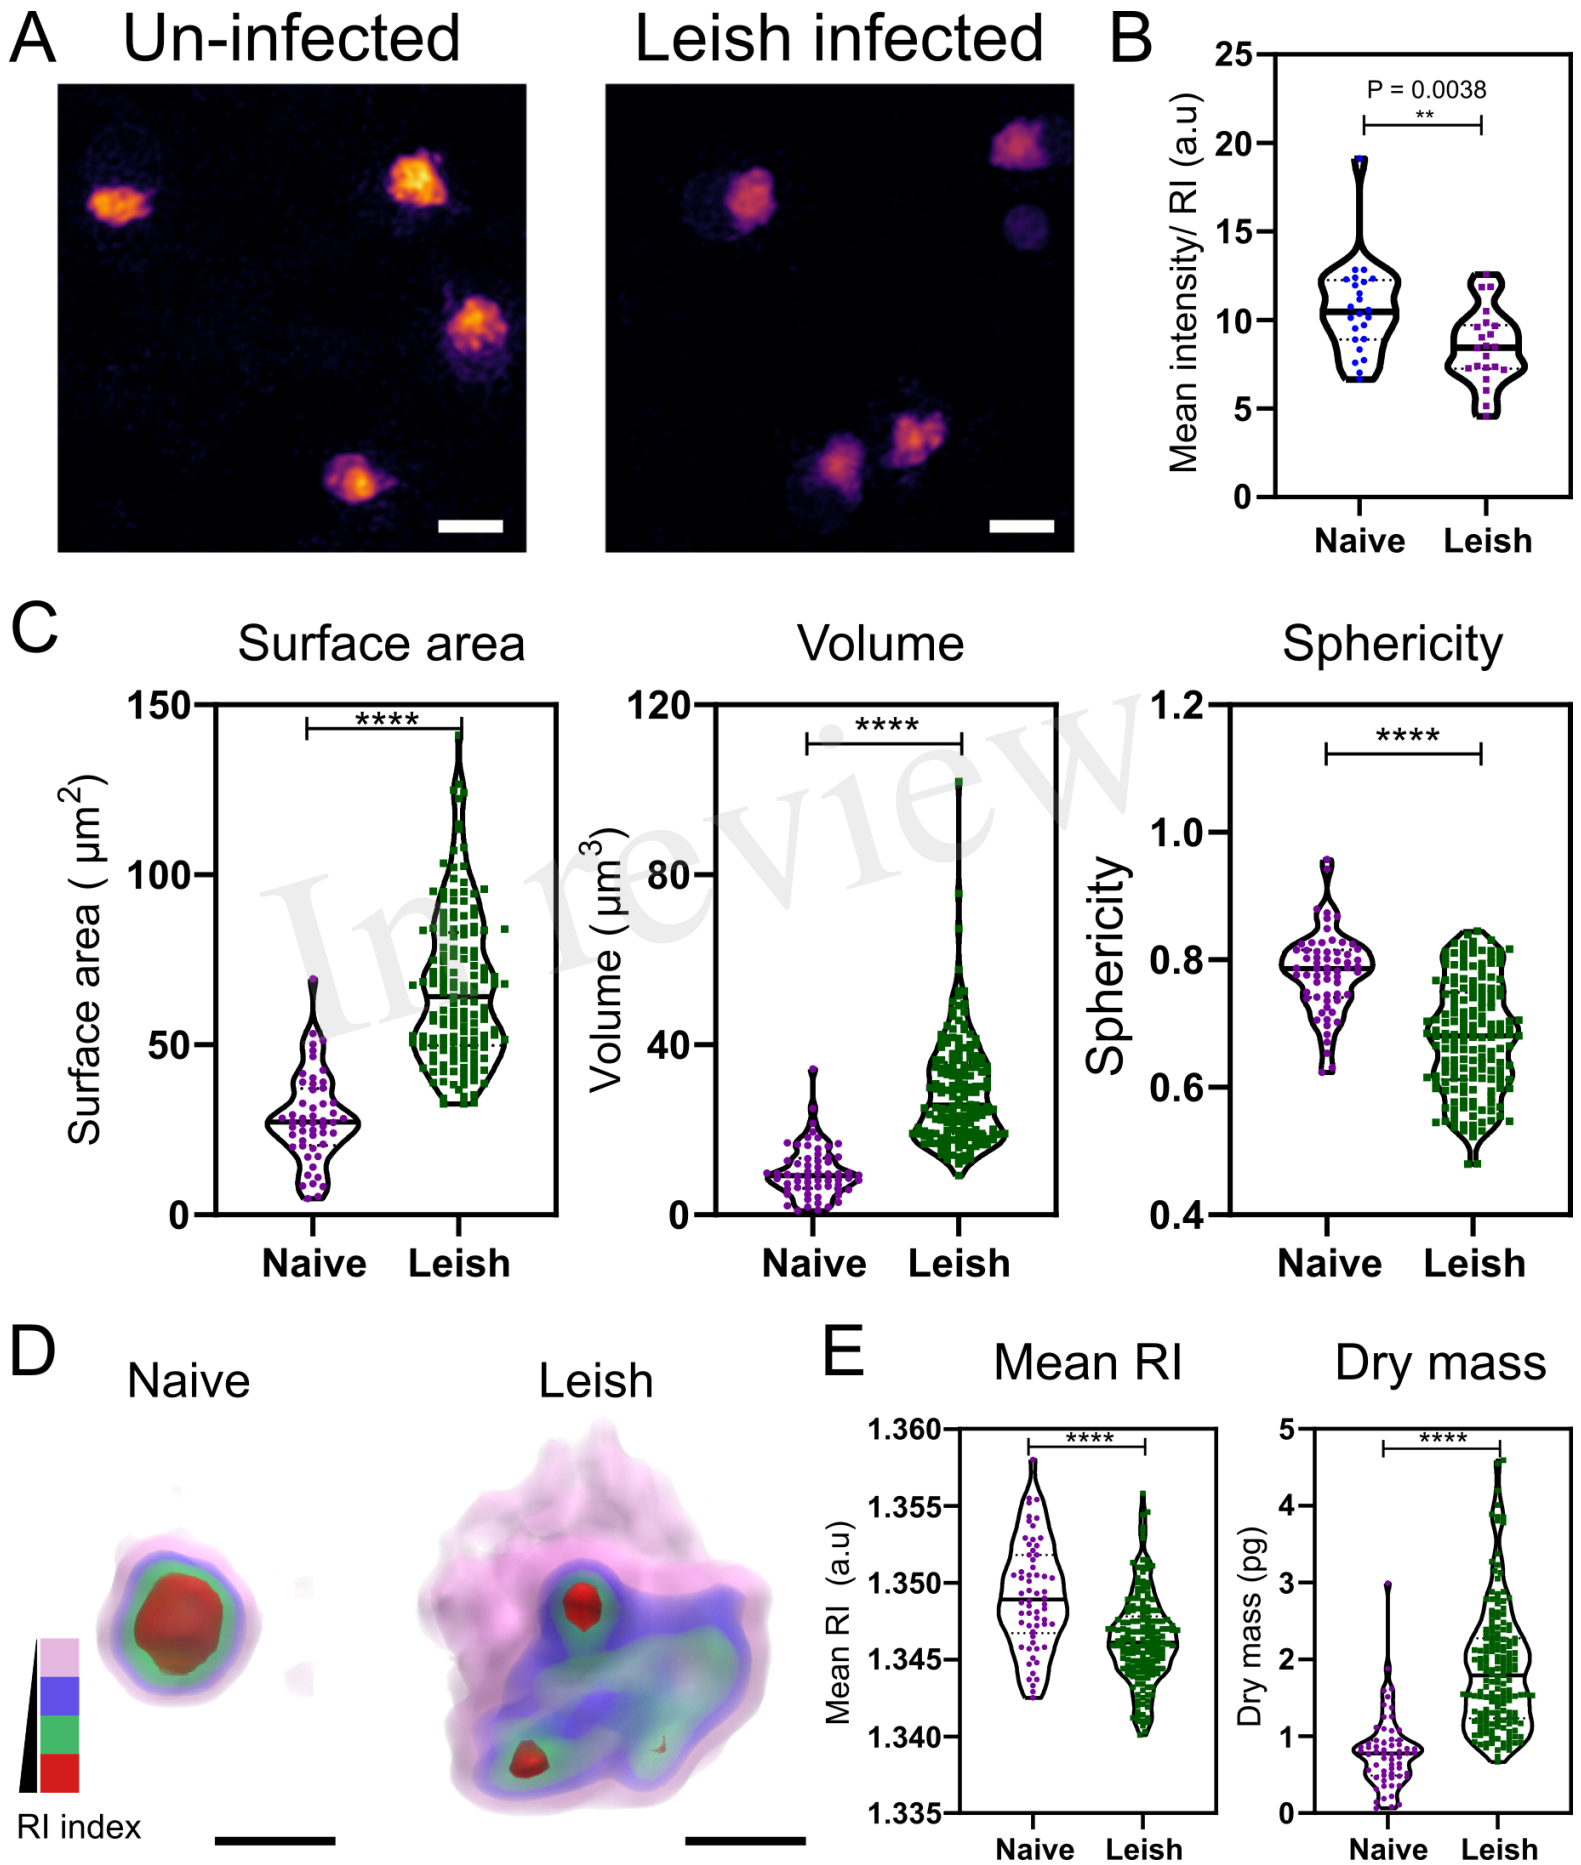 A
Un-infected
Leish infected
B
25
20
15
10
5
0
Mean intensity/ RI (a.u)
P = 0.0038
**
Naive
Leish
C
Surface area
150
100
50
0
Surface area ( µm2)
****
Naive
Leish
Volume
120
80
40
0
Volume ( µm3)
****
Naive
Leish
Sphericity
1.2
1.0
0.8
0.6
0.4
Sphericity
****
Naive
Leish
In review
D
Naive
Leish
RI index
E
Mean RI
1.360
1.355
1.350
1.345
1.340
1.335
Mean RI (a.u)
****
Naive
Leish
Dry mass
5
4
3
2
1
0
Dry mass (pg)
****
Naive
Leish